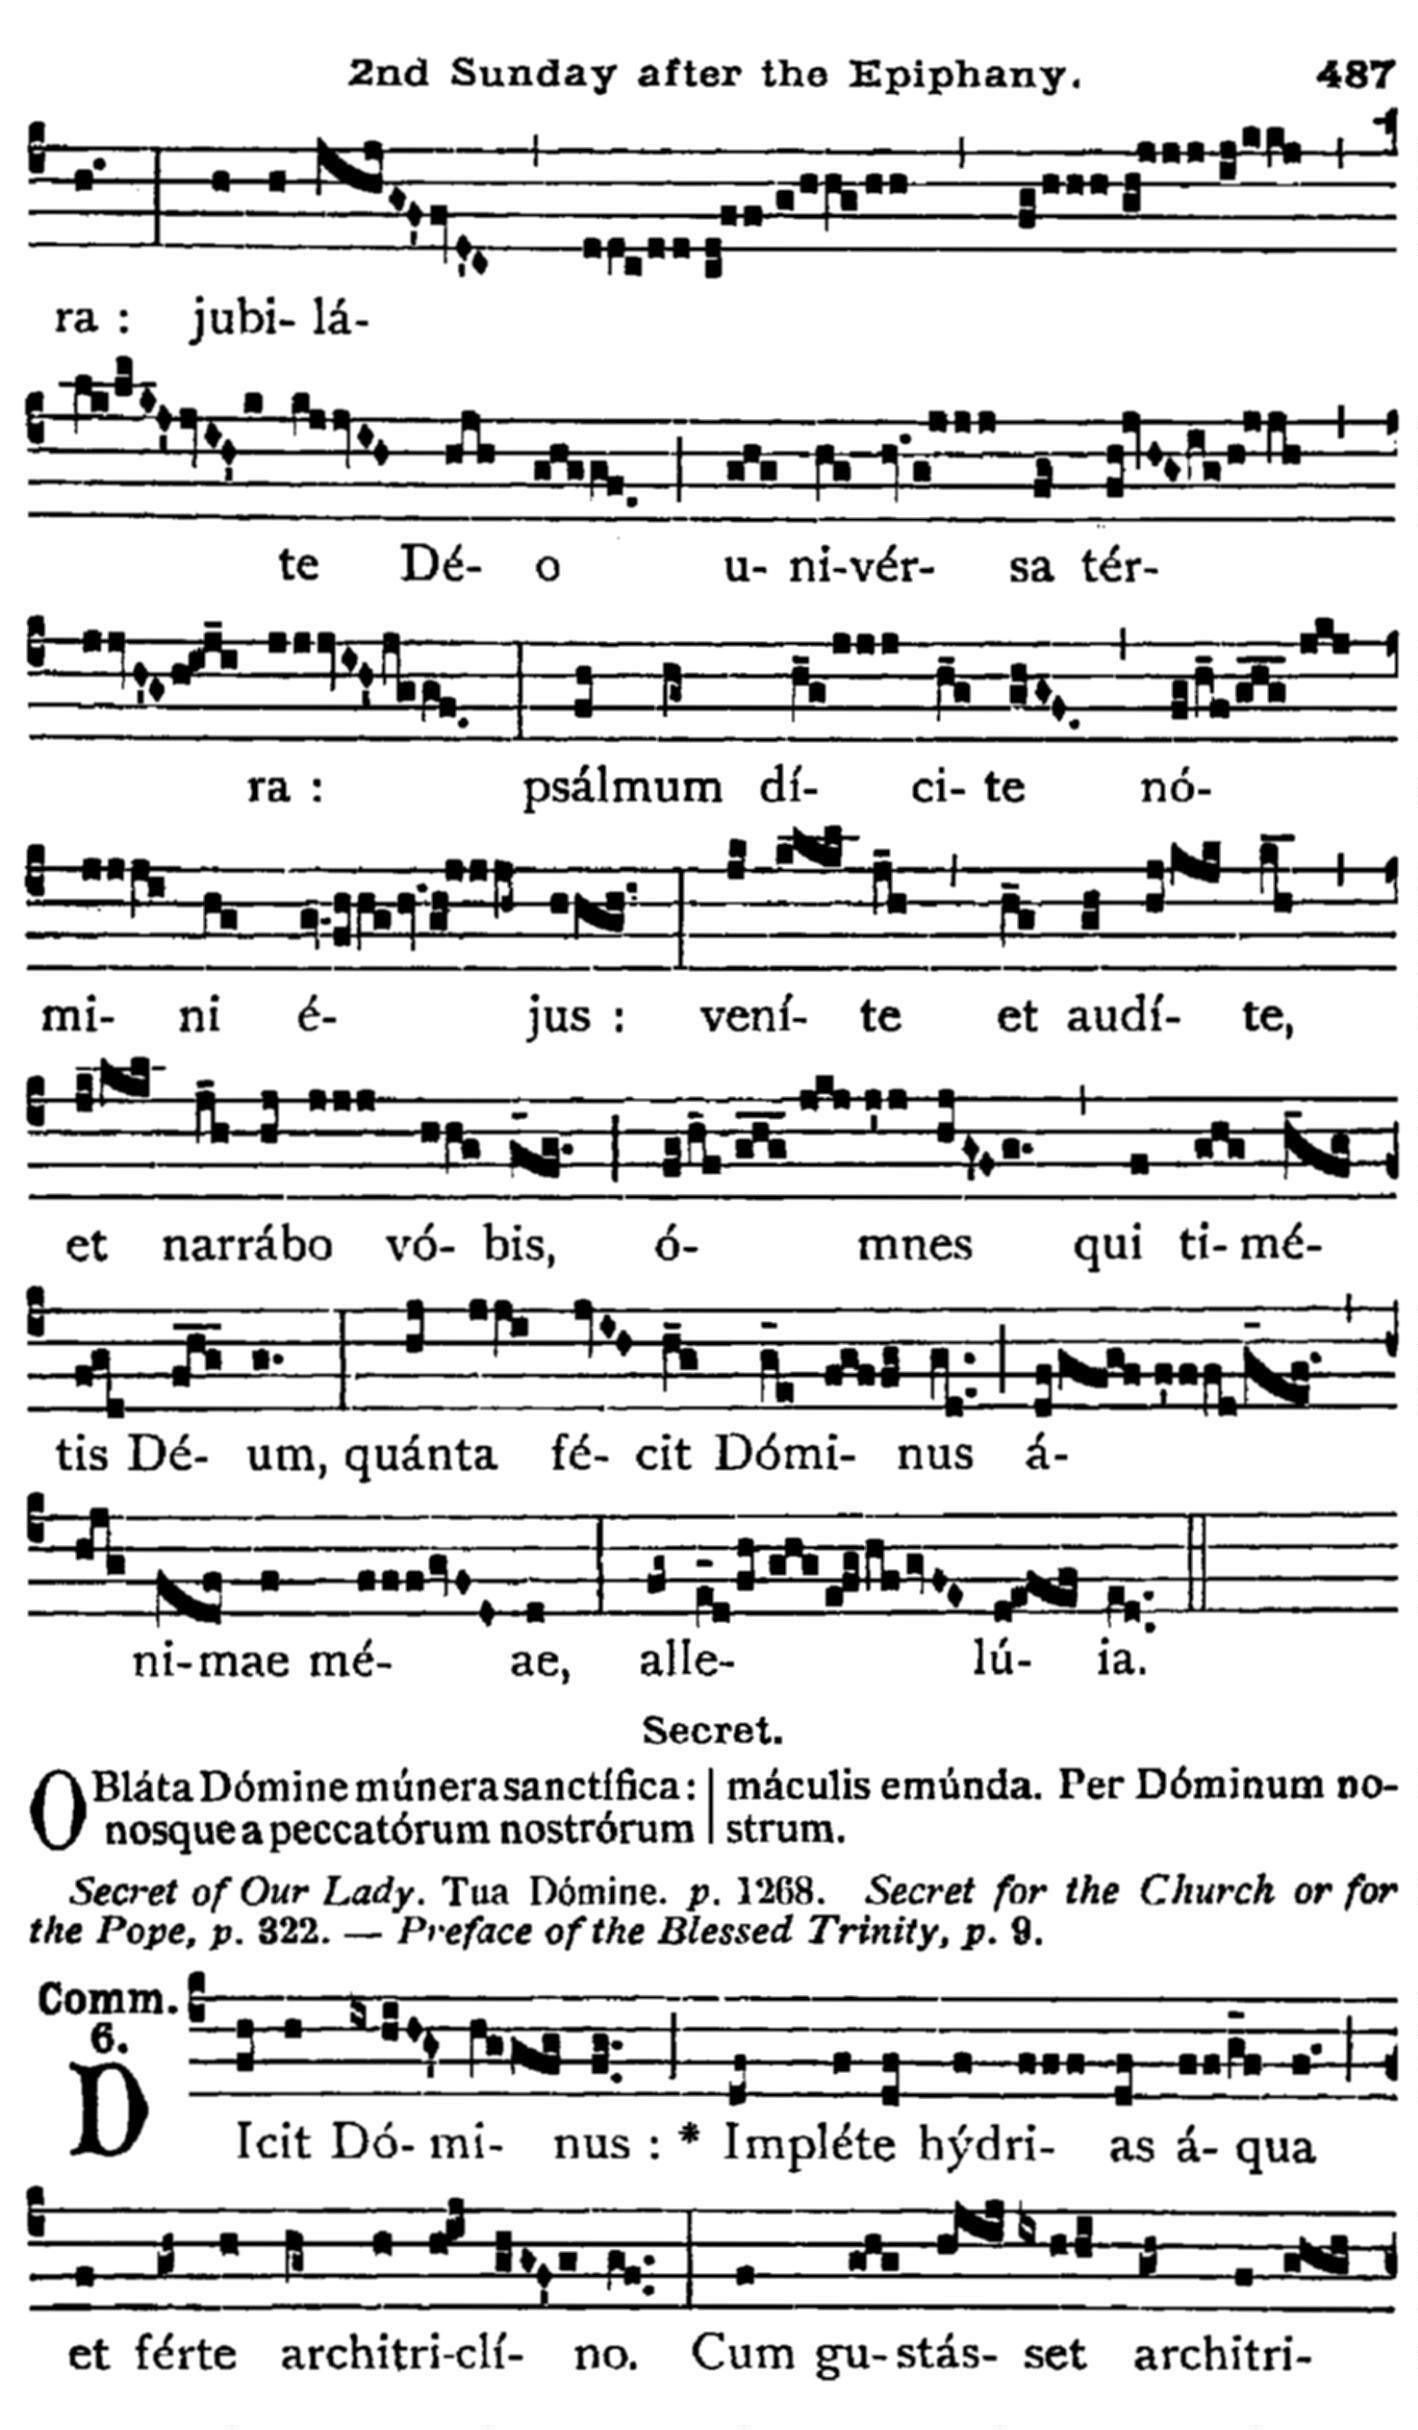 2nd Sunday after the Epiphany. 487
ra : jubi- lá-
te Dé- o u- ni-vér- sa tér-
ra : psálmum dí- ci- te nó-
mi- ni é- jus : vení- te et audí- te,
et narrábo vó- bis, ó- mnes qui ti- mé-
tis Dé- um, quánta fé- cit Dómi- nus á-
ni-mae mé- ae, alle- lú- ia.
Secret.
OBláta Dómine múnera sanctífica :
nosque a peccatórum nostrórum
máculis emúnda. Per Dóminum no-
strum.
Secret of Our Lady. Tua Dómine. p. 1268. Secret for the Church or for
the Pope, p. 322. — Preface of the Blessed Trinity, p. 9.
Comm.
6.
DIcit Dó- mi- nus : * Impléte hýdri- as á- qua
et férte architri-clí- no. Cum gu- stás- set architri-